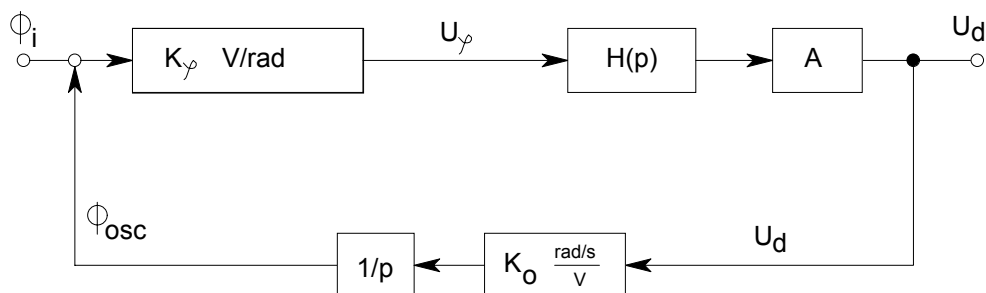 ϕi
Kφ V/rad
Uφ
H(p)
A
Ud
ϕosc
1/p
Ko rad/s / V
Ud